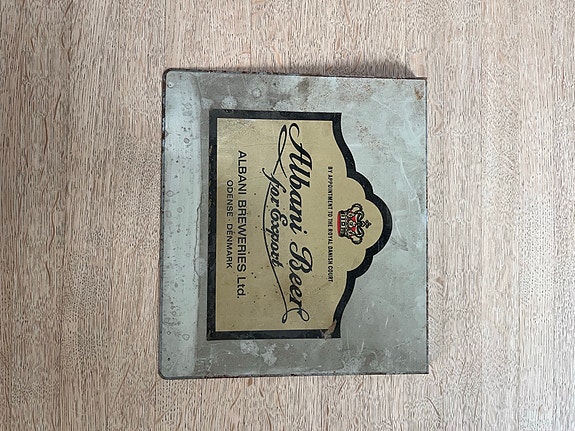 BY APPOINTMENT TO THE ROYAL DANISH COURT
Albani Beer
for Export
ALBANI BREWERIES Ltd.
ODENSE · DENMARK